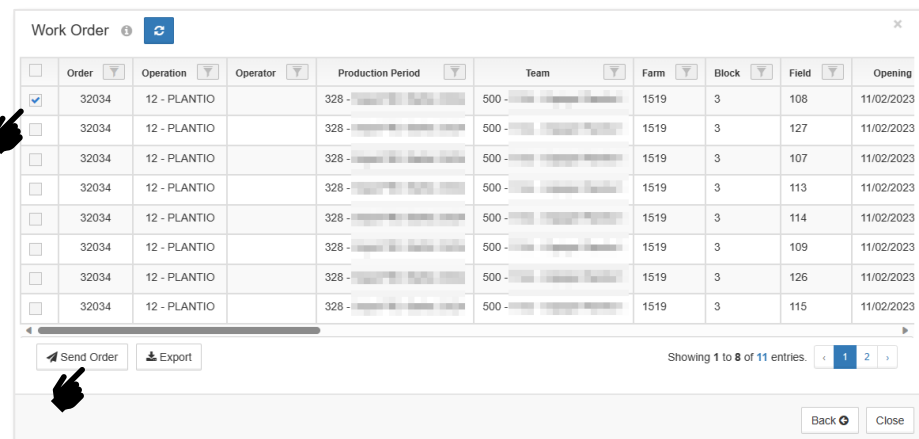 Work Order
Order Operation Operator Production Period Team Farm Block Field Opening
32034 12 - PLANTIO 328 - 500 - 1519 3 108 11/02/2023
32034 12 - PLANTIO 328 - 500 - 1519 3 127 11/02/2023
32034 12 - PLANTIO 328 - 500 - 1519 3 107 11/02/2023
32034 12 - PLANTIO 328 - 500 - 1519 3 113 11/02/2023
32034 12 - PLANTIO 328 - 500 - 1519 3 114 11/02/2023
32034 12 - PLANTIO 328 - 500 - 1519 3 109 11/02/2023
32034 12 - PLANTIO 328 - 500 - 1519 3 126 11/02/2023
32034 12 - PLANTIO 328 - 500 - 1519 3 115 11/02/2023
Send Order Export Showing 1 to 8 of 11 entries. ‹ 1 2 ›
Back Close